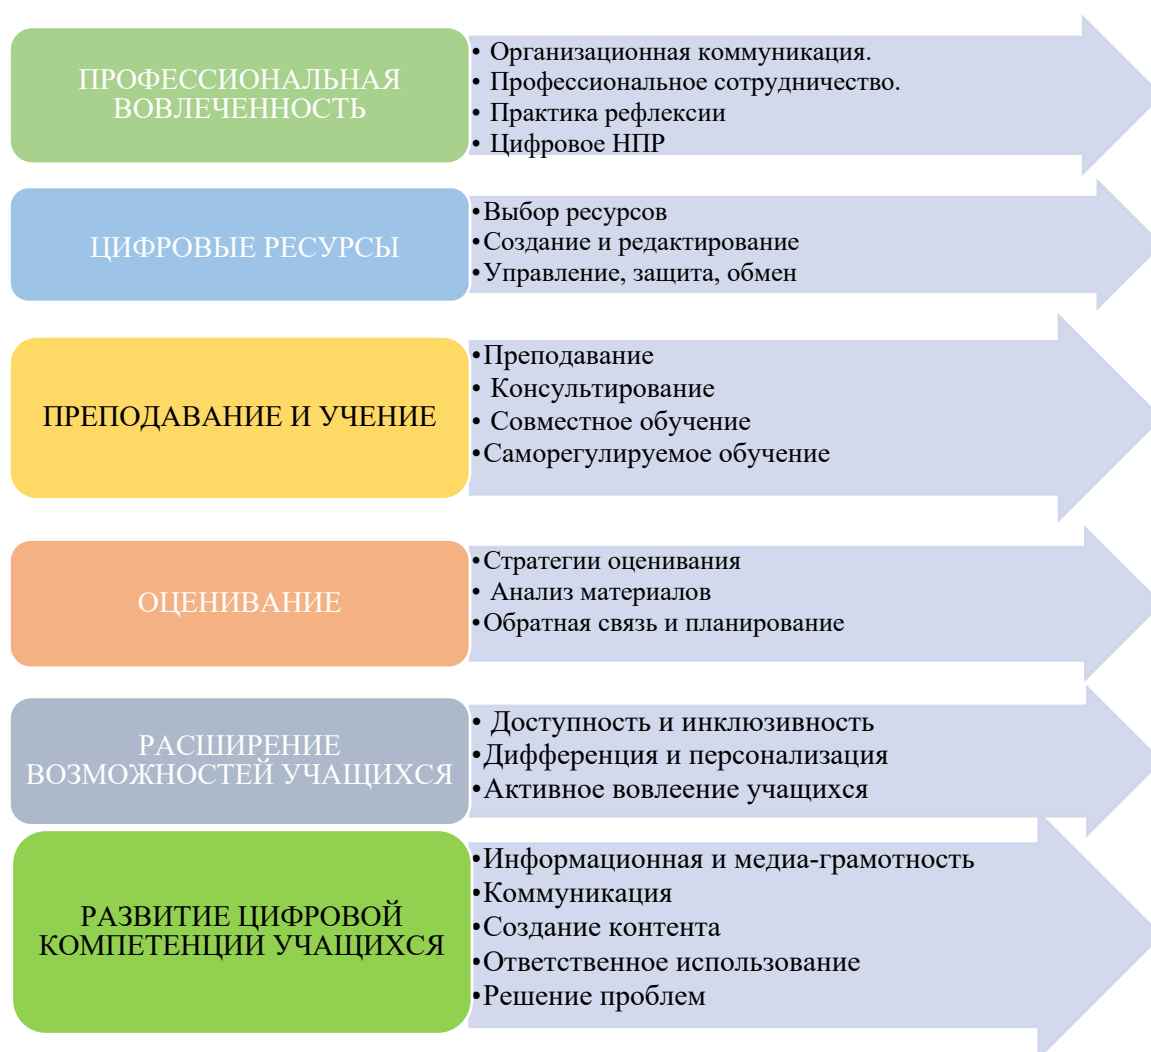 ПРОФЕССИОНАЛЬНАЯ
ВОВЛЕЧЕННОСТЬ
• Организационная коммуникация.
• Профессиональное сотрудничество.
• Практика рефлексии
• Цифровое НПР
ЦИФРОВЫЕ РЕСУРСЫ
•Выбор ресурсов
•Создание и редактирование
•Управление, защита, обмен
ПРЕПОДАВАНИЕ И УЧЕНИЕ
•Преподавание
• Консультирование
• Совместное обучение
•Саморегулируемое обучение
ОЦЕНИВАНИЕ
•Стратегии оценивания
• Анализ материалов
•Обратная связь и планирование
РАСШИРЕНИЕ
ВОЗМОЖНОСТЕЙ УЧАЩИХСЯ
• Доступность и инклюзивность
•Дифференция и персонализация
•Активное вовлеение учащихся
РАЗВИТИЕ ЦИФРОВОЙ
КОМПЕТЕНЦИИ УЧАЩИХСЯ
•Информационная и медиа-грамотность
•Коммуникация
•Создание контента
•Ответственное использование
•Решение проблем